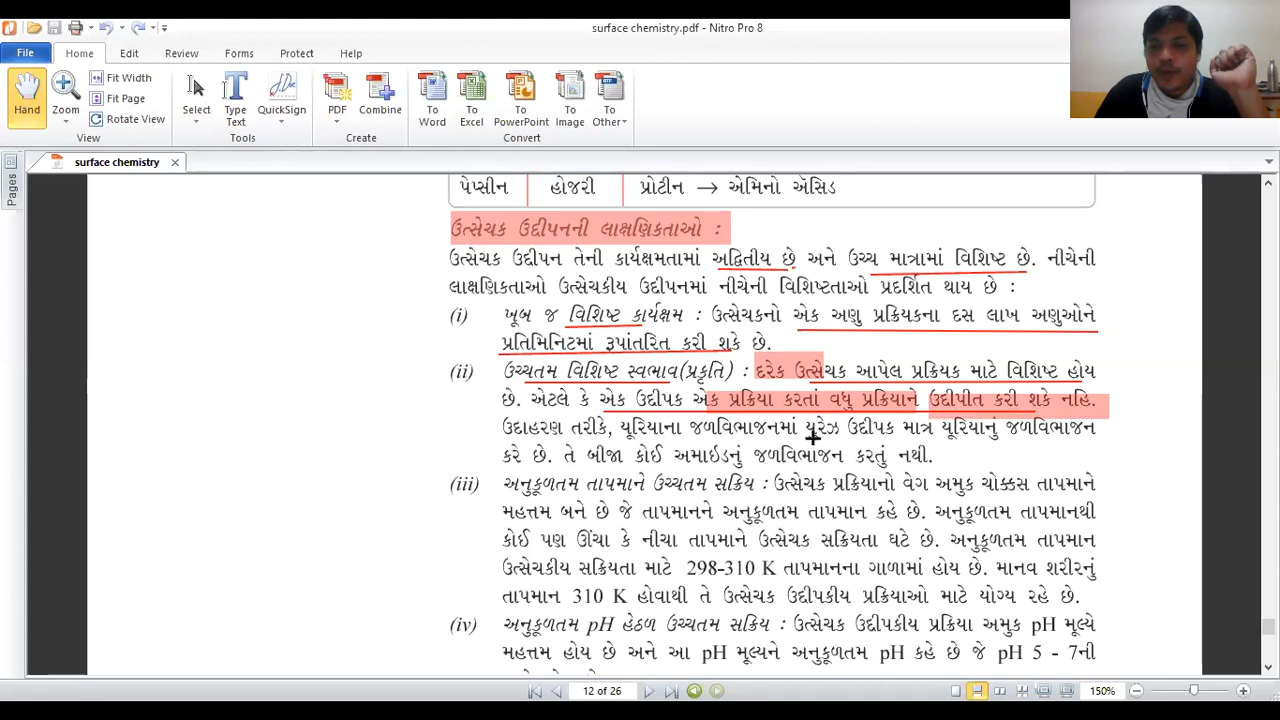 surface chemistry.pdf - Nitro Pro 8
File Home Edit Review Forms Protect Help
Hand Zoom Fit Width Fit Page Rotate View View
Select Type Text QuickSign Tools
PDF Combine Create
To Word To Excel To PowerPoint To Image To Other Convert
surface chemistry
Pages
પેપ્સીન હોજરી પ્રોટીન → એમિનો ઍસિડ
ઉત્સેચક ઉદ્દીપનની લાક્ષણિકતાઓ :
ઉત્સેચક ઉદ્દીપન તેની કાર્યક્ષમતામાં અદ્વિતીય છે અને ઉચ્ચ માત્રામાં વિશિષ્ટ છે. નીચેની
લાક્ષણિકતાઓ ઉત્સેચકીય ઉદ્દીપનમાં નીચેની વિશિષ્ટતાઓ પ્રદર્શિત થાય છે :
(i) ખૂબ જ વિશિષ્ટ કાર્યક્ષમ : ઉત્સેચકનો એક અણુ પ્રક્રિયકના દસ લાખ અણુઓને
પ્રતિમિનિટમાં રૂપાંતરિત કરી શકે છે.
(ii) ઉચ્ચતમ વિશિષ્ટ સ્વભાવ(પ્રકૃતિ) : દરેક ઉત્સેચક આપેલ પ્રક્રિયક માટે વિશિષ્ટ હોય
છે. એટલે કે એક ઉદ્દીપક એક પ્રક્રિયા કરતાં વધુ પ્રક્રિયાને ઉદ્દીપીત કરી શકે નહિ.
ઉદાહરણ તરીકે, યૂરિયાના જળવિભાજનમાં યૂરેઝ ઉદ્દીપક માત્ર યૂરિયાનું જળવિભાજન
કરે છે. તે બીજા કોઈ અમાઇડનું જળવિભાજન કરતું નથી.
(iii) અનુકૂળતમ તાપમાને ઉચ્ચતમ સક્રિય : ઉત્સેચક પ્રક્રિયાનો વેગ અમુક ચોક્કસ તાપમાને
મહત્તમ બને છે જે તાપમાનને અનુકૂળતમ તાપમાન કહે છે. અનુકૂળતમ તાપમાનથી
કોઈ પણ ઊંચા કે નીચા તાપમાને ઉત્સેચક સક્રિયતા ઘટે છે. અનુકૂળતમ તાપમાન
ઉત્સેચકીય સક્રિયતા માટે 298-310 K તાપમાનના ગાળામાં હોય છે. માનવ શરીરનું
તાપમાન 310 K હોવાથી તે ઉત્સેચક ઉદ્દીપકીય પ્રક્રિયાઓ માટે યોગ્ય રહે છે.
(iv) અનુકૂળતમ pH હેઠળ ઉચ્ચતમ સક્રિય : ઉત્સેચક ઉદ્દીપકીય પ્રક્રિયા અમુક pH મૂલ્યે
મહત્તમ હોય છે અને આ pH મૂલ્યને અનુકૂળતમ pH કહે છે જે pH 5 - 7ની
12 of 26 150%